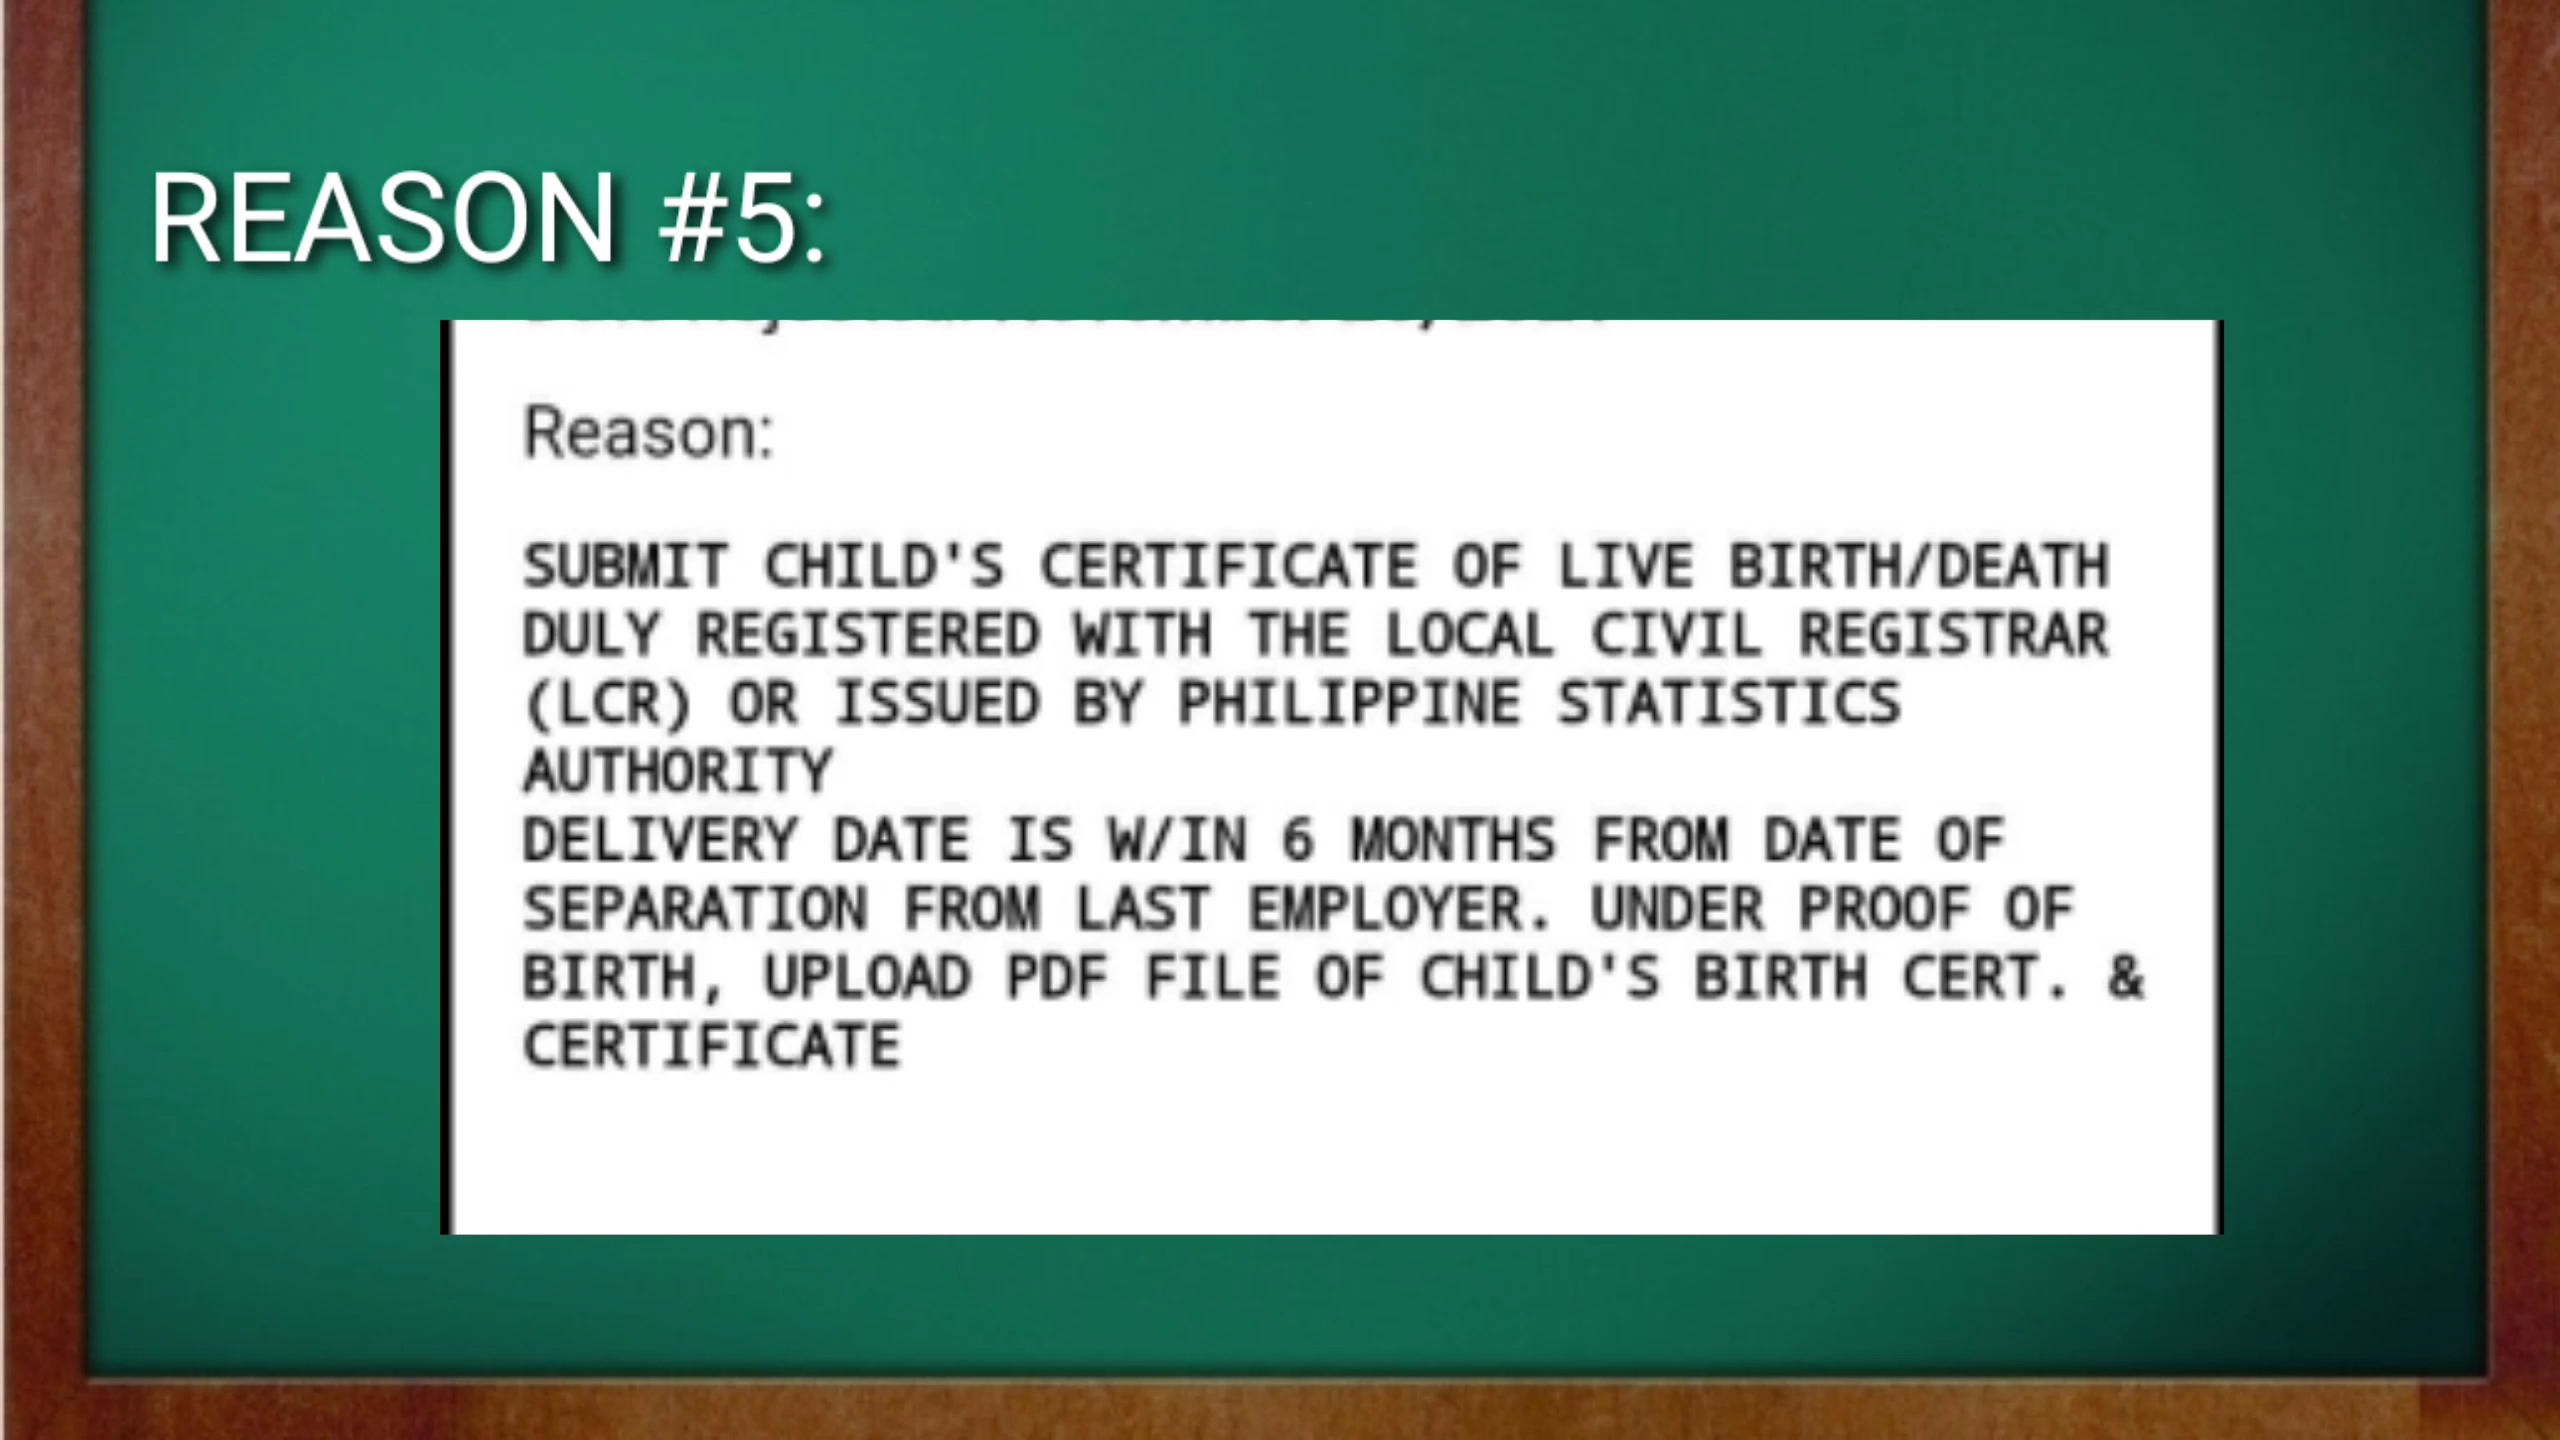 REASON #5:
Reason:
SUBMIT CHILD'S CERTIFICATE OF LIVE BIRTH/DEATH
DULY REGISTERED WITH THE LOCAL CIVIL REGISTRAR
(LCR) OR ISSUED BY PHILIPPINE STATISTICS
AUTHORITY
DELIVERY DATE IS W/IN 6 MONTHS FROM DATE OF
SEPARATION FROM LAST EMPLOYER. UNDER PROOF OF
BIRTH, UPLOAD PDF FILE OF CHILD'S BIRTH CERT. &
CERTIFICATE